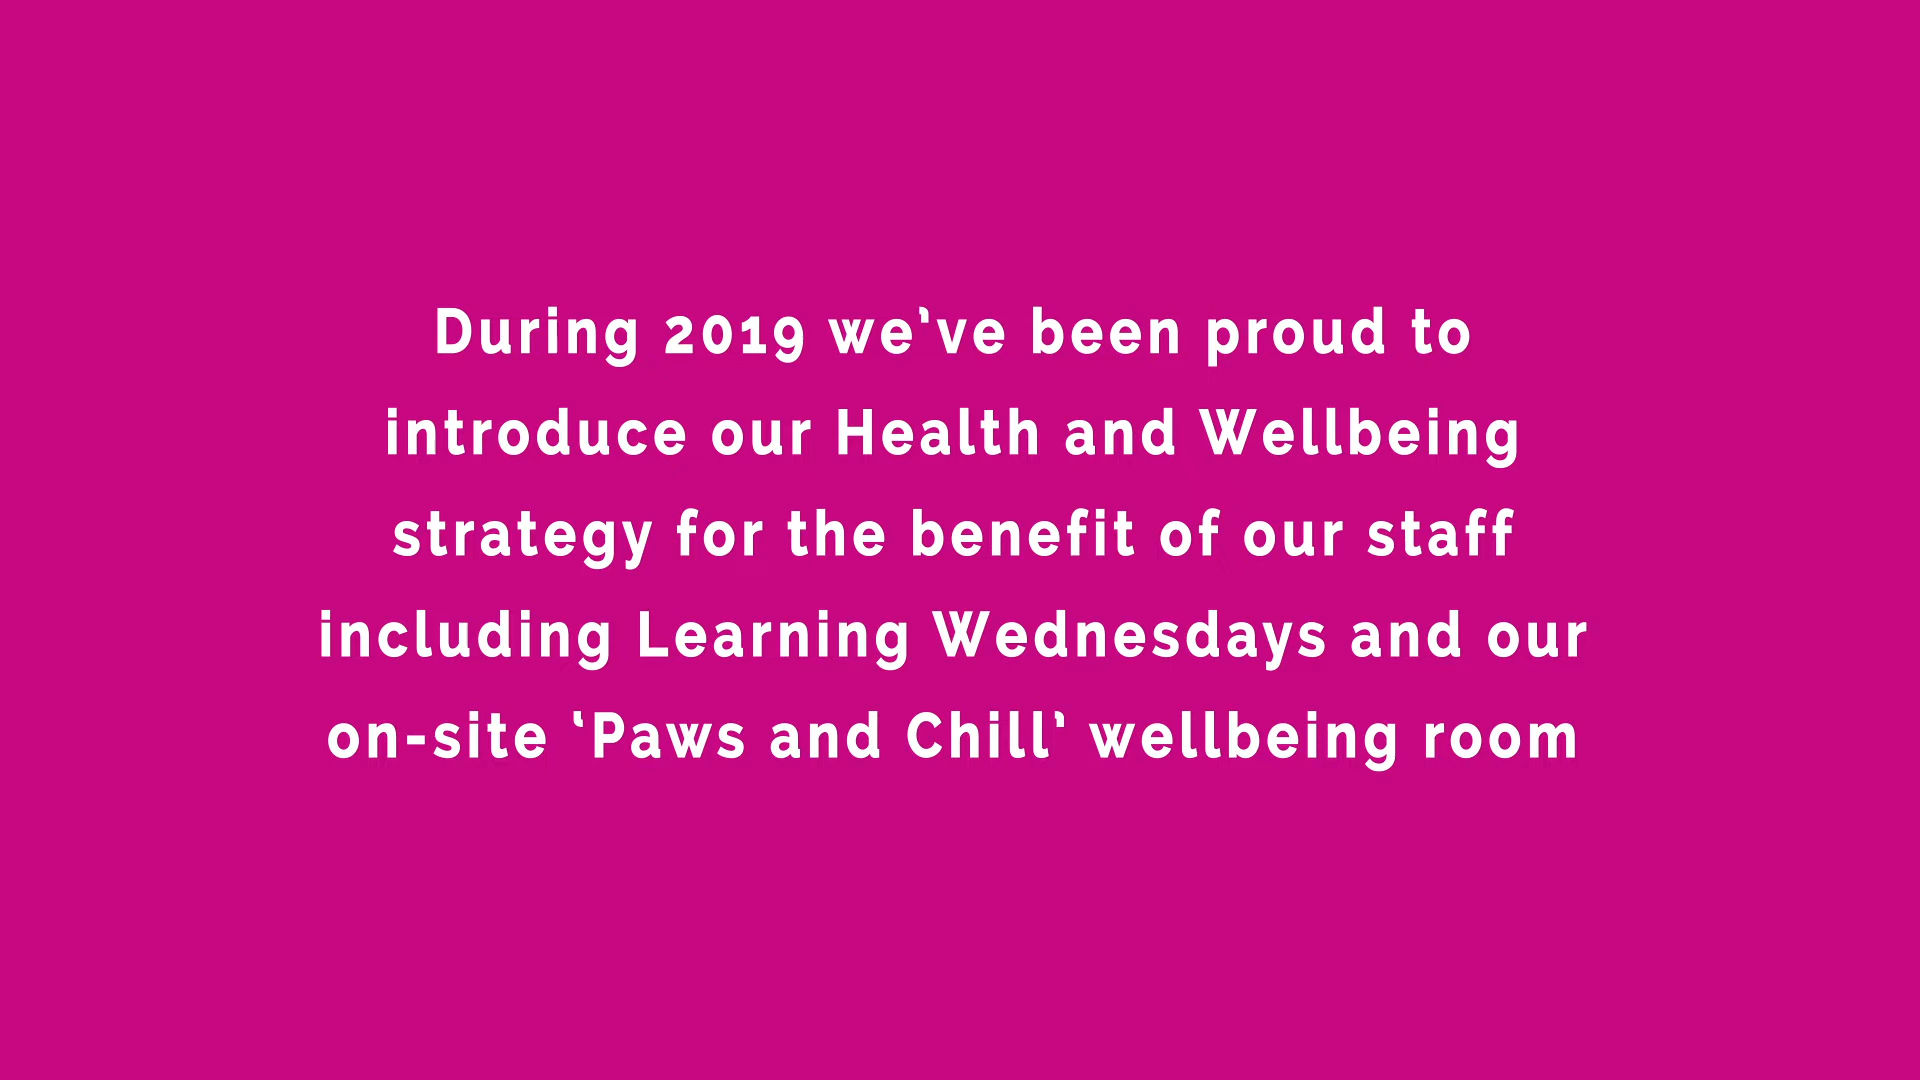 During 2019 we’ve been proud to
introduce our Health and Wellbeing
strategy for the benefit of our staff
including Learning Wednesdays and our
on-site ‘Paws and Chill’ wellbeing room